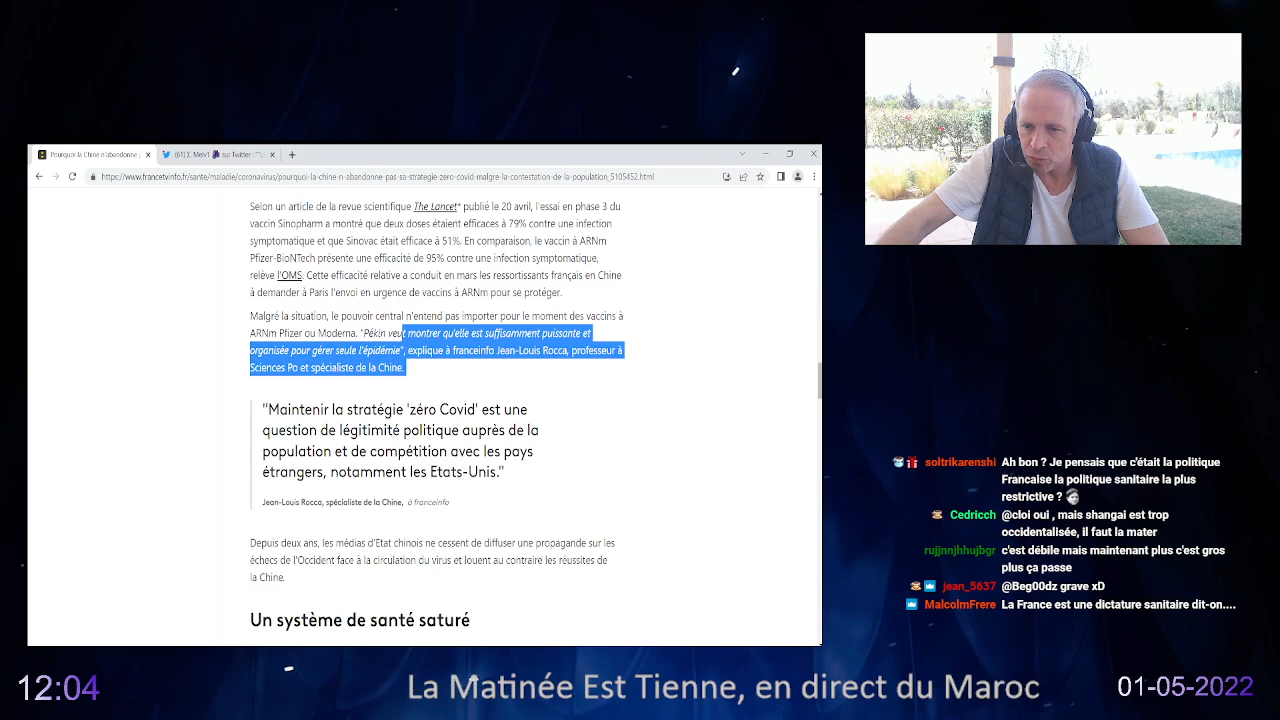 Pourquoi la Chine n'abandonne
(61) Σ, Melv1 sur Twitter : "
https://www.francetvinfo.fr/sante/maladie/coronavirus/pourquoi-la-chine-n-abandonne-pas-sa-strategie-zero-covid-malgre-la-contestation-de-la-population_5105452.html
Selon un article de la revue scientifique The Lancet* publié le 20 avril, l'essai en phase 3 du
vaccin Sinopharm a montré que deux doses étaient efficaces à 79% contre une infection
symptomatique et que Sinovac était efficace à 51%. En comparaison, le vaccin à ARNm
Pfizer-BioNTech présente une efficacité de 95% contre une infection symptomatique,
relève l'OMS. Cette efficacité relative a conduit en mars les ressortissants français en Chine
à demander à Paris l'envoi en urgence de vaccins à ARNm pour se protéger.
Malgré la situation, le pouvoir central n'entend pas importer pour le moment des vaccins à
ARNm Pfizer ou Moderna. "Pékin veut montrer qu'elle est suffisamment puissante et
organisée pour gérer seule l'épidémie", explique à franceinfo Jean-Louis Rocca, professeur à
Sciences Po et spécialiste de la Chine.
"Maintenir la stratégie 'zéro Covid' est une
question de légitimité politique auprès de la
population et de compétition avec les pays
étrangers, notamment les Etats-Unis."
Jean-Louis Rocca, spécialiste de la Chine, à franceinfo
Depuis deux ans, les médias d'Etat chinois ne cessent de diffuser une propagande sur les
échecs de l'Occident face à la circulation du virus et louent au contraire les réussites de
la Chine.
Un système de santé saturé
soltrikarenshi Ah bon ? Je pensais que c'était la politique
Francaise la politique sanitaire la plus
restrictive ?
Cedricch @cloi oui , mais shangai est trop
occidentalisée, il faut la mater
rujjnnjhhujbgr c'est débile mais maintenant plus c'est gros
plus ça passe
jean_5637 @Beg00dz grave xD
MalcolmFrere La France est une dictature sanitaire dit-on....
12:04
La Matinée Est Tienne, en direct du Maroc
01-05-2022